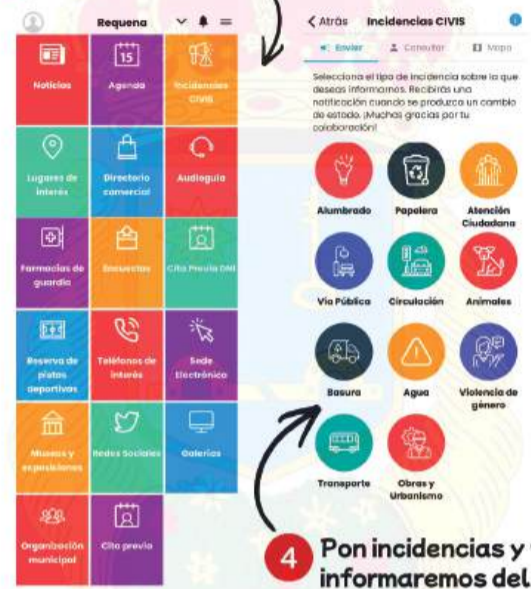 Requena
Noticias
15
Agenda
Incidencias
CIVIS
Lugares de
interés
Directorio
comercial
Audioguía
Farmacias de
guardia
Encuestas
Cita Previa DNI
Reserva de
pistas
deportivas
Teléfonos de
interés
Sede
Electrónica
Museos y
exposiciones
Redes Sociales
Galerías
Organización
municipal
Cita previa
Atrás Incidencias CIVIS
Enviar Consultar Mapa
Selecciona el tipo de incidencia sobre la que
deseas informarnos. Recibirás una
notificación cuando se produzca un cambio
de estado. ¡Muchas gracias por tu
colaboración!
Alumbrado
Papelera
Atención
Ciudadana
Vía Pública
Circulación
Animales
Basura
Agua
Violencia de
género
Transporte
Obras y
Urbanismo
4 Pon incidencias y
informaremos del